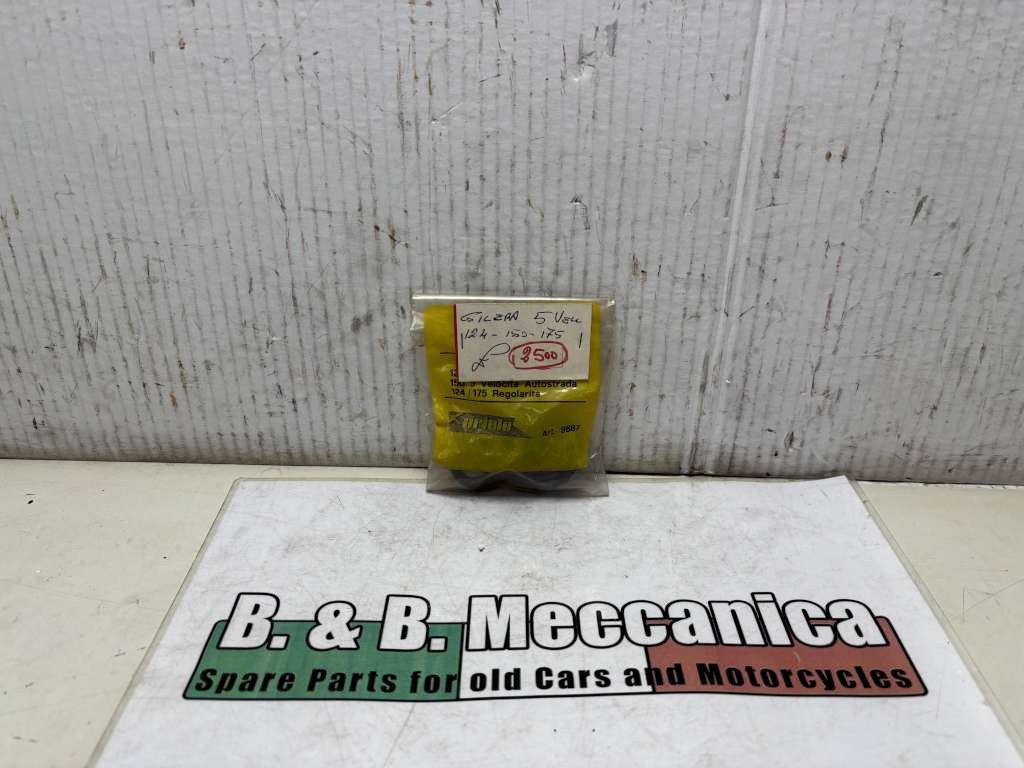 GILERA 5 VEL
124-150-175
£ 2500
150/5 Velocità Autostrada
124/175 Regolarità
Art. 9887
B. & B. Meccanica
Spare Parts for old Cars and Motorcycles